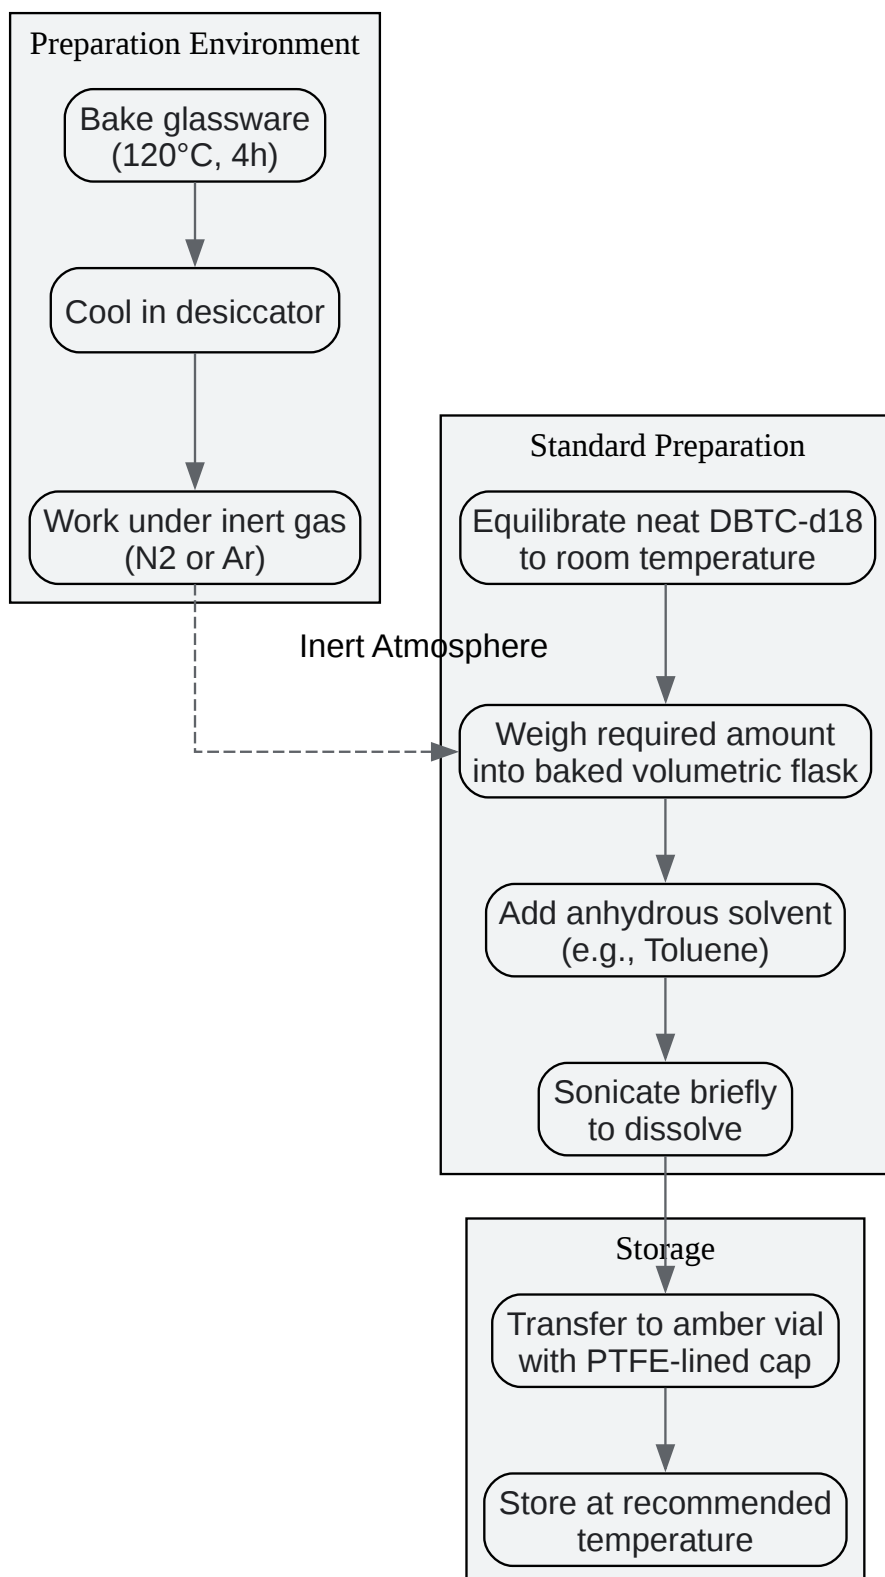 Preparation Environment
Bake glassware
(120°C, 4h)
Cool in desiccator
Work under inert gas
(N2 or Ar)
Inert Atmosphere
Standard Preparation
Equilibrate neat DBTC-d18
to room temperature
Weigh required amount
into baked volumetric flask
Add anhydrous solvent
(e.g., Toluene)
Sonicate briefly
to dissolve
Storage
Transfer to amber vial
with PTFE-lined cap
Store at recommended
temperature